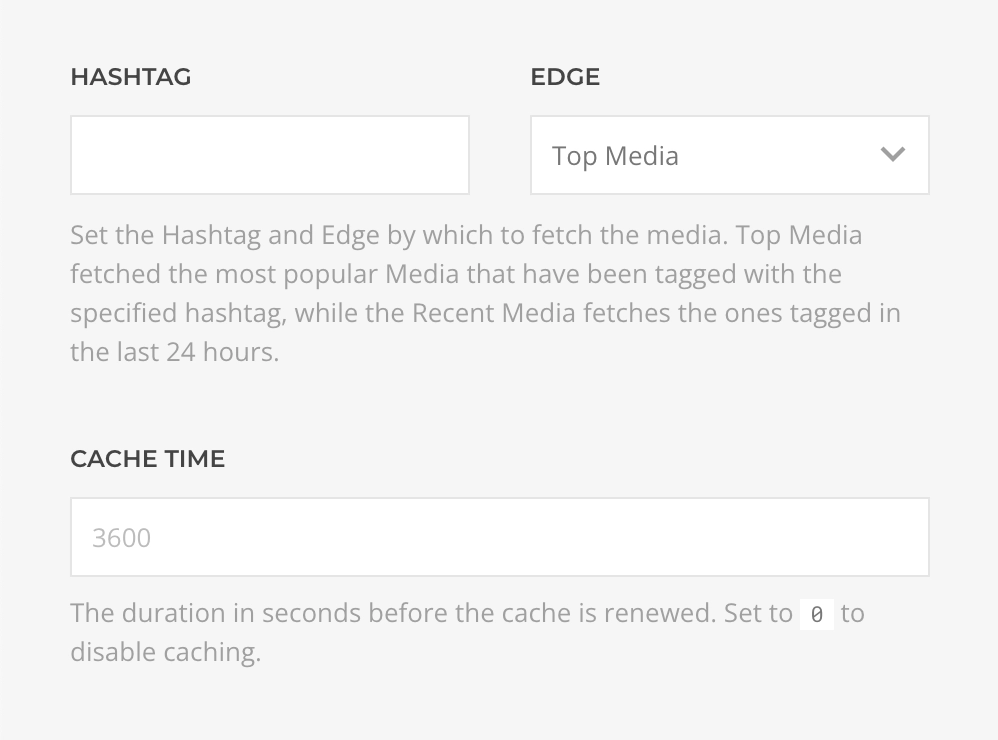 HASHTAG
EDGE
Top Media
Set the Hashtag and Edge by which to fetch the media. Top Media
fetched the most popular Media that have been tagged with the
specified hashtag, while the Recent Media fetches the ones tagged in
the last 24 hours.
CACHE TIME
3600
The duration in seconds before the cache is renewed. Set to 0 to
disable caching.